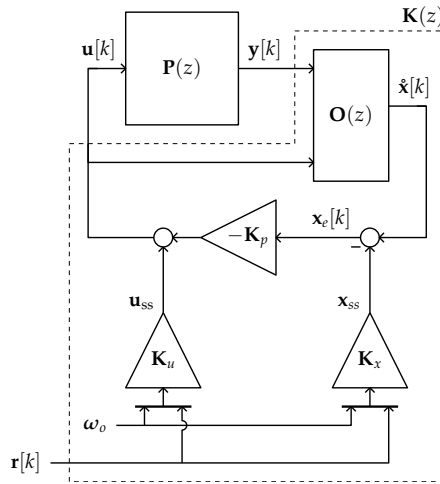 K(z)
u[k]
P(z)
y[k]
O(z)
x̊[k]
−K_p
x_e[k]
−
u_ss
x_ss
K_u
K_x
ω_o
r[k]